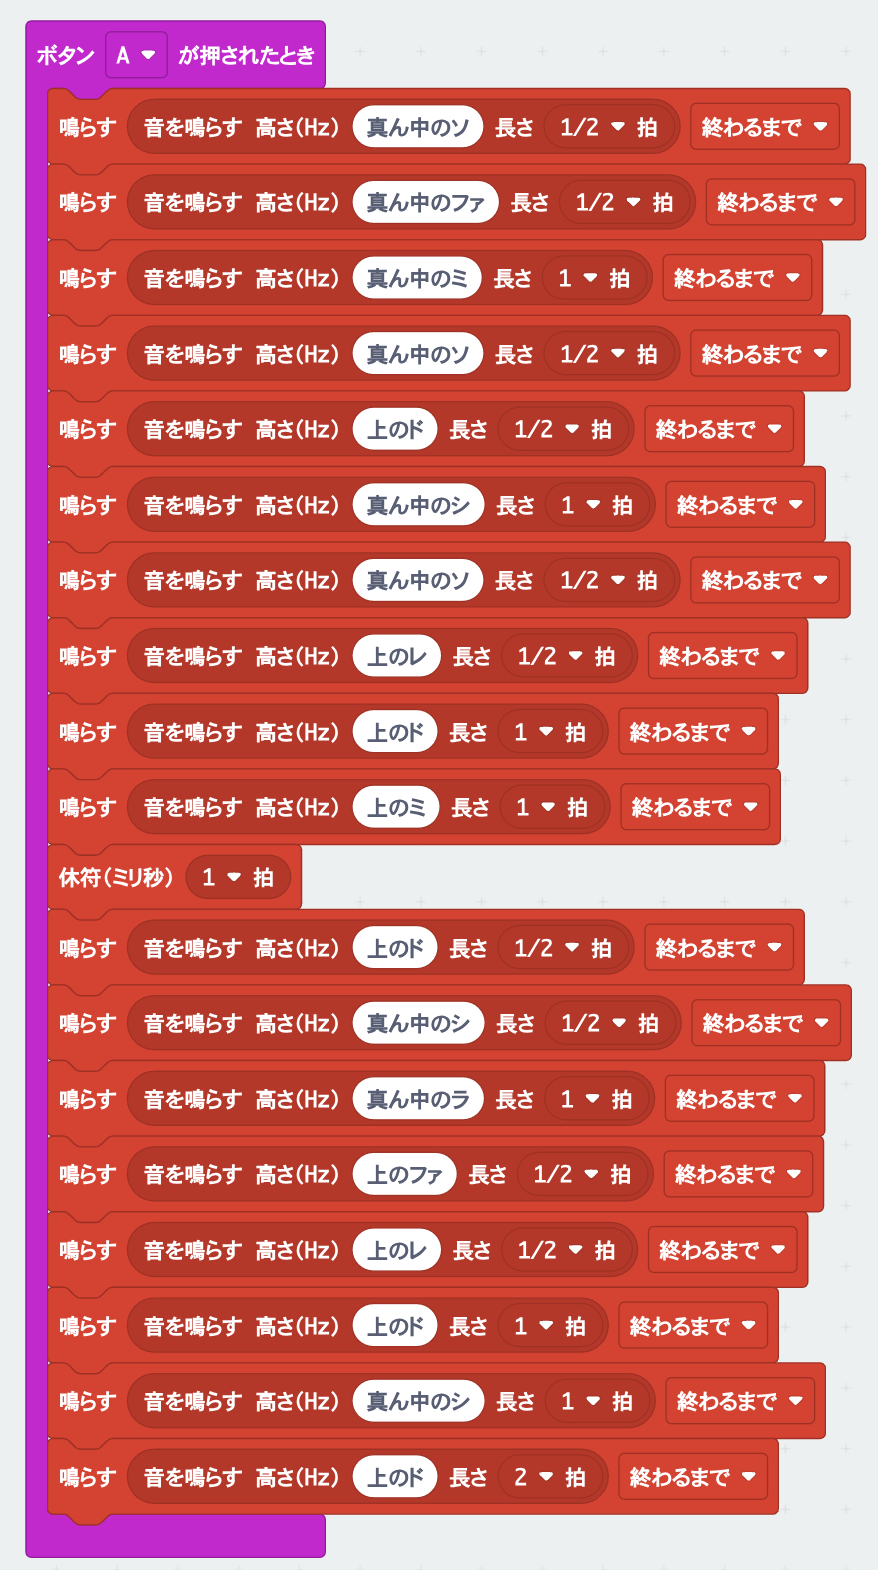 ボタン A が押されたとき
鳴らす 音を鳴らす 高さ(Hz) 真ん中のソ 長さ 1/2 拍 終わるまで
鳴らす 音を鳴らす 高さ(Hz) 真ん中のファ 長さ 1/2 拍 終わるまで
鳴らす 音を鳴らす 高さ(Hz) 真ん中のミ 長さ 1 拍 終わるまで
鳴らす 音を鳴らす 高さ(Hz) 真ん中のソ 長さ 1/2 拍 終わるまで
鳴らす 音を鳴らす 高さ(Hz) 上のド 長さ 1/2 拍 終わるまで
鳴らす 音を鳴らす 高さ(Hz) 真ん中のシ 長さ 1 拍 終わるまで
鳴らす 音を鳴らす 高さ(Hz) 真ん中のソ 長さ 1/2 拍 終わるまで
鳴らす 音を鳴らす 高さ(Hz) 上のレ 長さ 1/2 拍 終わるまで
鳴らす 音を鳴らす 高さ(Hz) 上のド 長さ 1 拍 終わるまで
鳴らす 音を鳴らす 高さ(Hz) 上のミ 長さ 1 拍 終わるまで
休符(ミリ秒) 1 拍
鳴らす 音を鳴らす 高さ(Hz) 上のド 長さ 1/2 拍 終わるまで
鳴らす 音を鳴らす 高さ(Hz) 真ん中のシ 長さ 1/2 拍 終わるまで
鳴らす 音を鳴らす 高さ(Hz) 真ん中のラ 長さ 1 拍 終わるまで
鳴らす 音を鳴らす 高さ(Hz) 上のファ 長さ 1/2 拍 終わるまで
鳴らす 音を鳴らす 高さ(Hz) 上のレ 長さ 1/2 拍 終わるまで
鳴らす 音を鳴らす 高さ(Hz) 上のド 長さ 1 拍 終わるまで
鳴らす 音を鳴らす 高さ(Hz) 真ん中のシ 長さ 1 拍 終わるまで
鳴らす 音を鳴らす 高さ(Hz) 上のド 長さ 2 拍 終わるまで